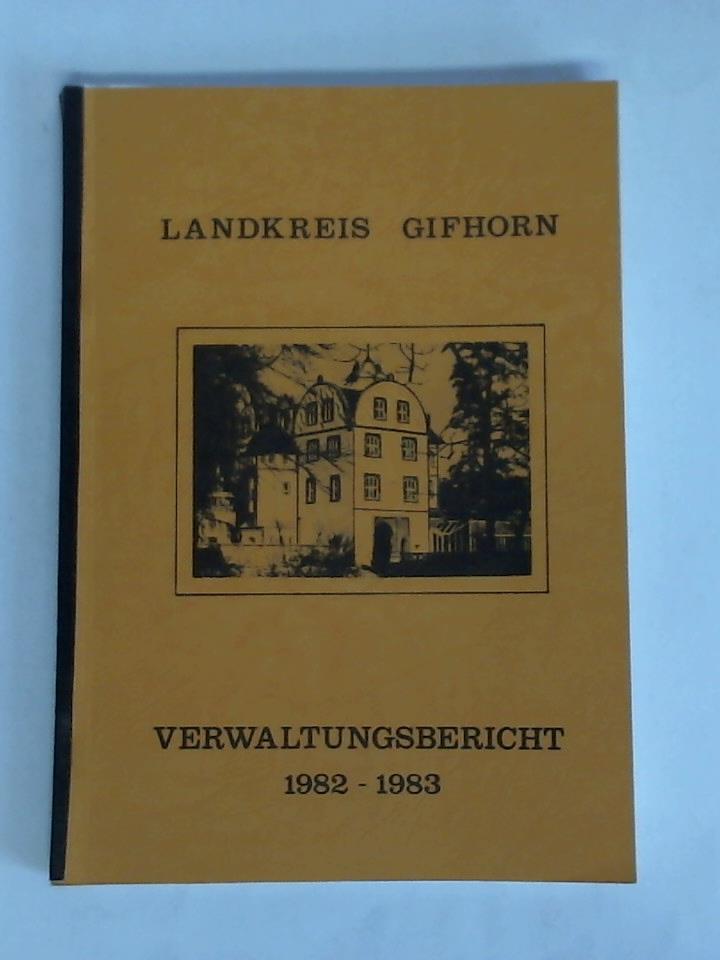 LANDKREIS GIFHORN
VERWALTUNGSBERICHT
1982 - 1983